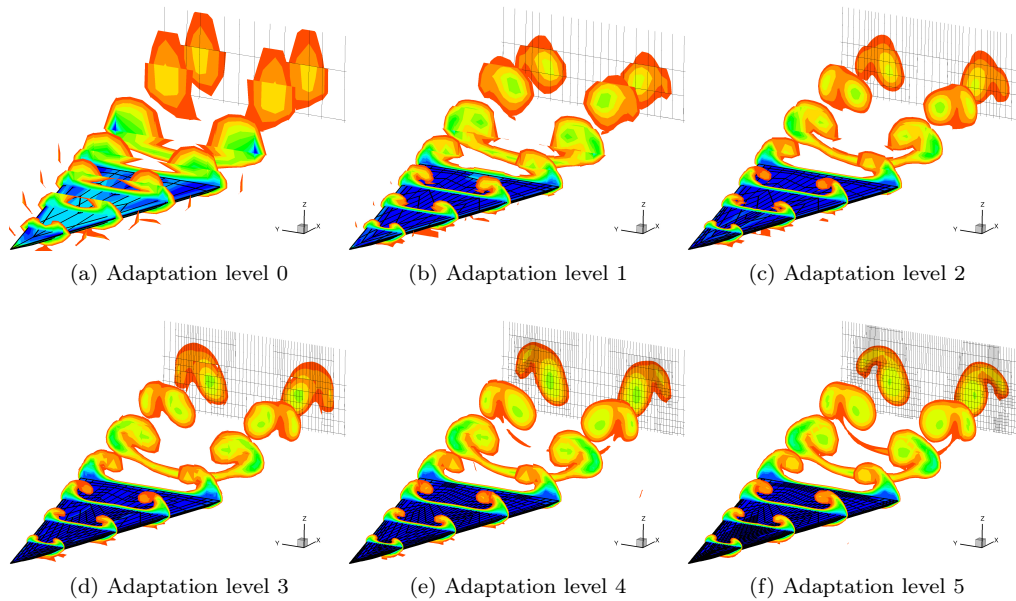 Z
Y
X
Z
Y
X
Z
Y
X
(a) Adaptation level 0
(b) Adaptation level 1
(c) Adaptation level 2
Z
Y
X
Z
Y
X
Z
Y
X
(d) Adaptation level 3
(e) Adaptation level 4
(f) Adaptation level 5